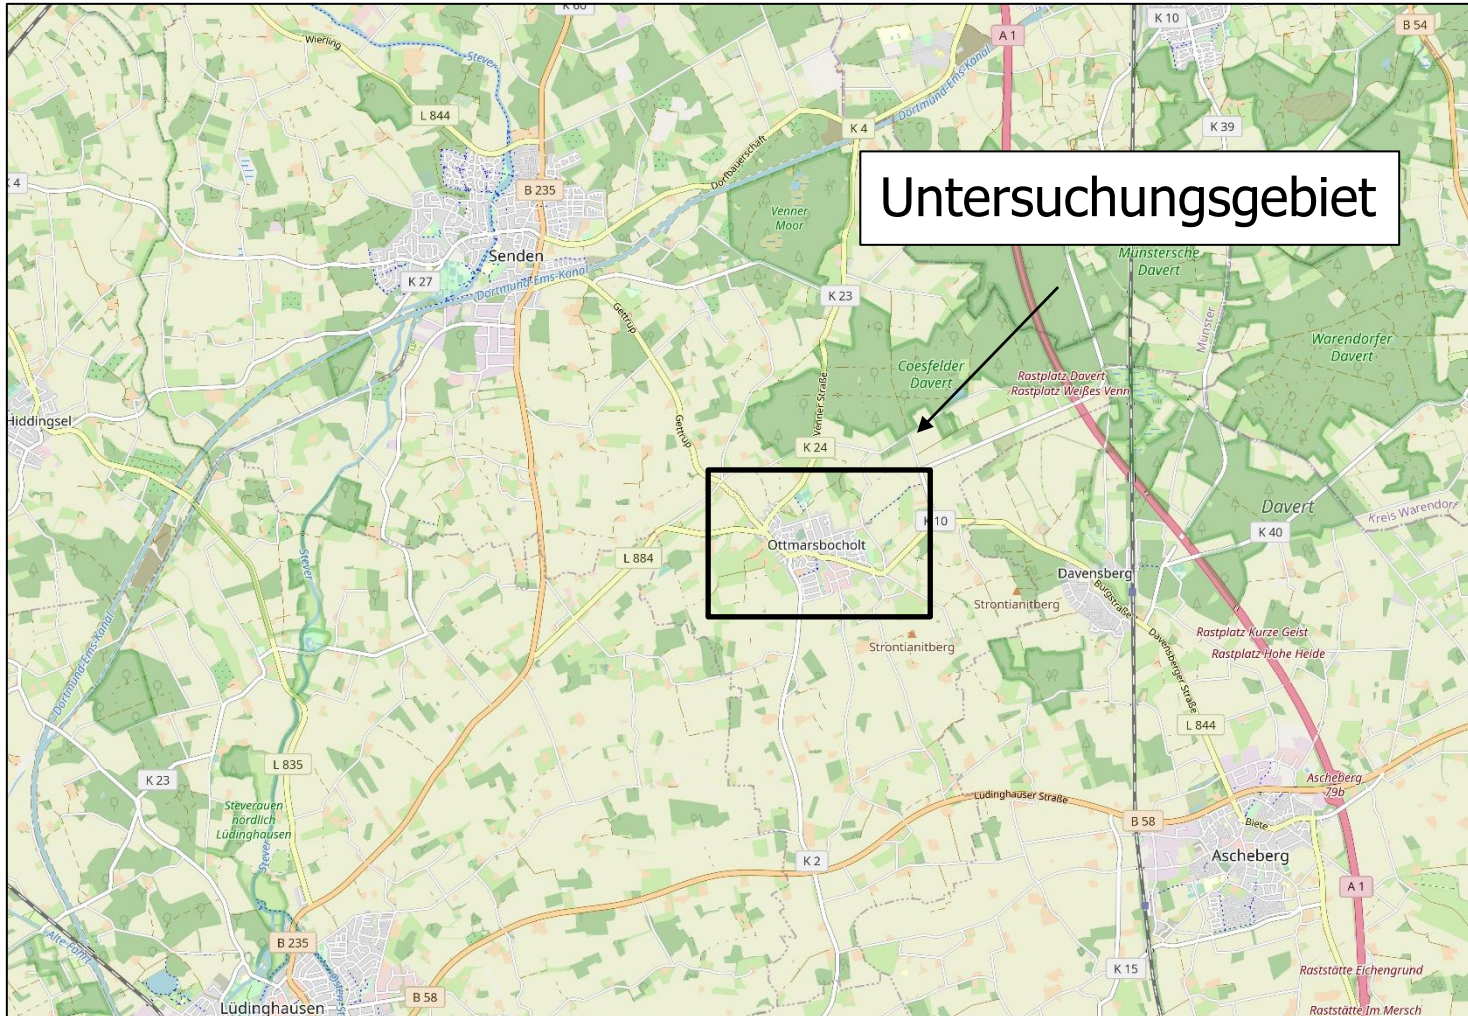 K 60
K 10
B 54
A 1
Wierling
Stever
Dortmund-Ems-Kanal
L 844
K 4
K 39
Dorfbauerschaft
K 4
B 235
Untersuchungsgebiet
Venner
Moor
Senden
Münstersche
Davert
K 27
Dortmund-Ems-Kanal
K 23
Gettrup
Münster
Warendorfer
Davert
Coesfelder
Davert
Rastplatz Davert
Rastplatz Weißes Venn
Venner Straße
Hiddingsel
Gettrup
K 24
Davert
Kreis Warendorf
K 10
K 40
Ottmarsbocholt
L 884
Stever
Davensberg
Burgstraße
Strontianitberg
Dortmund-Ems-Kanal
Rastplatz Kurze Geist
Strontianitberg
Rastplatz Hohe Heide
Davensberger Straße
L 844
L 835
K 23
Ascheberg
79b
Lüdinghauser Straße
Steverauen
nördlich
Lüdinghausen
B 58
Biete
Stever
K 2
Ascheberg
A 1
Alte Fahrt
B 235
K 15
Raststätte Eichengrund
B 58
Lüdinghausen
Raststätte Im Mersch